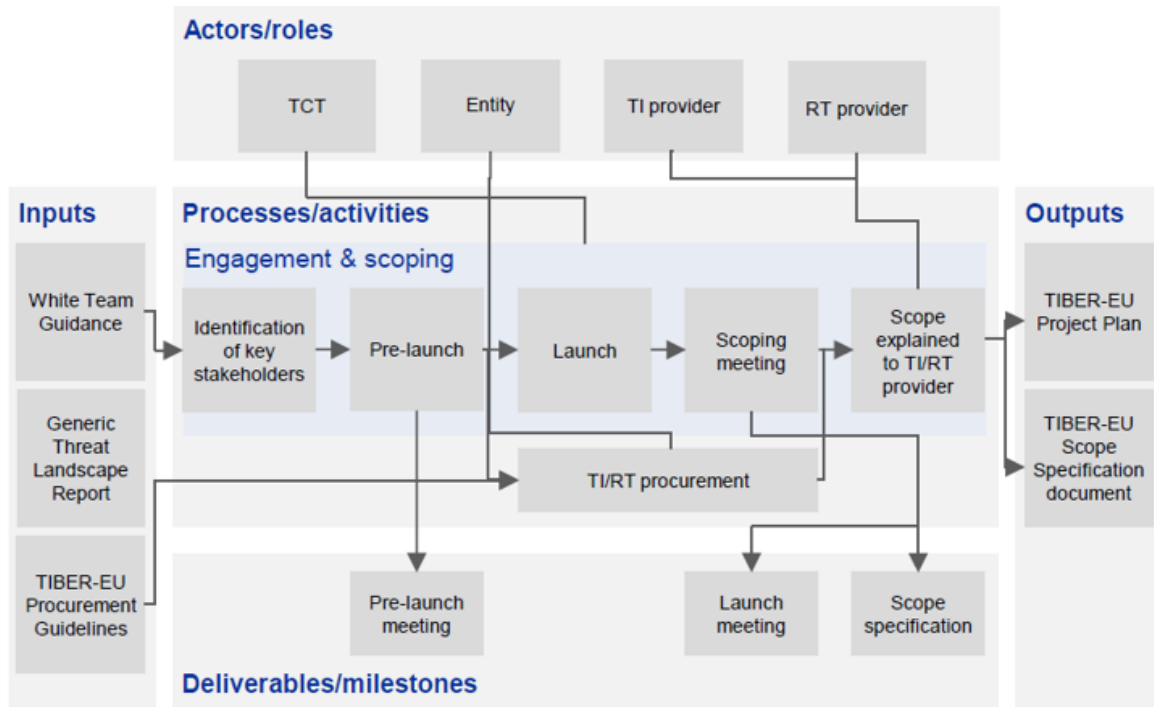 Actors/roles
TCT
Entity
TI provider
RT provider
Inputs
White Team
Guidance
Generic
Threat
Landscape
Report
TIBER-EU
Procurement
Guidelines
Processes/activities
Engagement & scoping
Identification
of key
stakeholders
Pre-launch
Launch
Scoping
meeting
Scope
explained
to TI/RT
provider
TI/RT procurement
Pre-launch
meeting
Launch
meeting
Scope
specification
Deliverables/milestones
Outputs
TIBER-EU
Project Plan
TIBER-EU
Scope
Specification
document